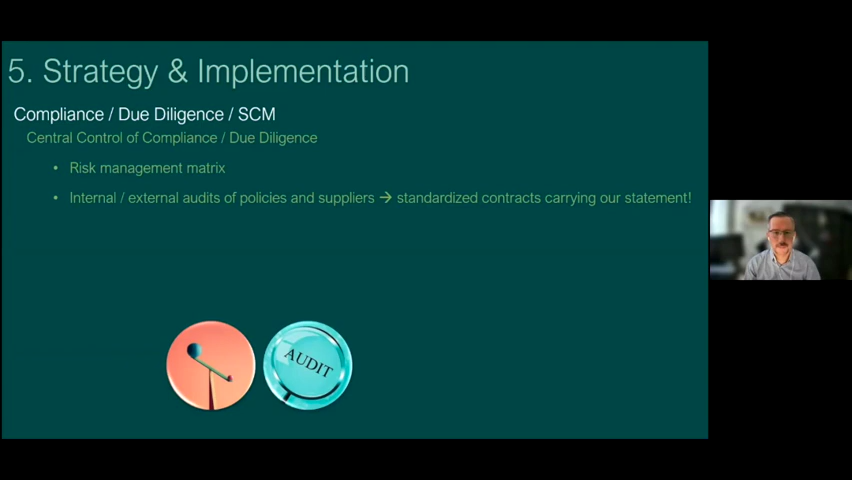 5. Strategy & Implementation
Compliance / Due Diligence / SCM
Central Control of Compliance / Due Diligence
• Risk management matrix
• Internal / external audits of policies and suppliers → standardized contracts carrying our statement!
AUDIT